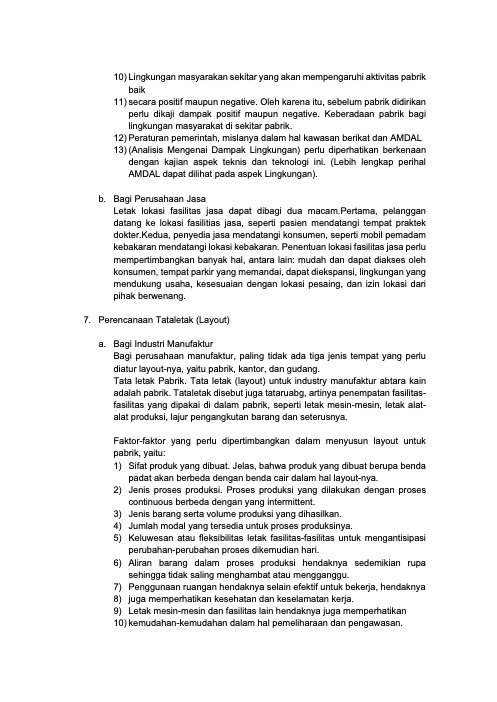 10) Lingkungan masyarakan sekitar yang akan mempengaruhi aktivitas pabrik
baik
11) secara positif maupun negative. Oleh karena itu, sebelum pabrik didirikan
perlu dikaji dampak positif maupun negative. Keberadaan pabrik bagi
lingkungan masyarakat di sekitar pabrik.
12) Peraturan pemerintah, mislanya dalam hal kawasan berikat dan AMDAL
13) (Analisis Mengenai Dampak Lingkungan) perlu diperhatikan berkenaan
dengan kajian aspek teknis dan teknologi ini. (Lebih lengkap perihal
AMDAL dapat dilihat pada aspek Lingkungan).
b. Bagi Perusahaan Jasa
Letak lokasi fasilitas jasa dapat dibagi dua macam.Pertama, pelanggan
datang ke lokasi fasilitias jasa, seperti pasien mendatangi tempat praktek
dokter.Kedua, penyedia jasa mendatangi konsumen, seperti mobil pemadam
kebakaran mendatangi lokasi kebakaran. Penentuan lokasi fasilitas jasa perlu
mempertimbangkan banyak hal, antara lain: mudah dan dapat diakses oleh
konsumen, tempat parkir yang memandai, dapat diekspansi, lingkungan yang
mendukung usaha, kesesuaian dengan lokasi pesaing, dan izin lokasi dari
pihak berwenang.
7. Perencanaan Tataletak (Layout)
a. Bagi Industri Manufaktur
Bagi perusahaan manufaktur, paling tidak ada tiga jenis tempat yang perlu
diatur layout-nya, yaitu pabrik, kantor, dan gudang.
Tata letak Pabrik. Tata letak (layout) untuk industry manufaktur abtara kain
adalah pabrik. Tataletak disebut juga tataruabg, artinya penempatan fasilitas-
fasilitas yang dipakai di dalam pabrik, seperti letak mesin-mesin, letak alat-
alat produksi, lajur pengangkutan barang dan seterusnya.
Faktor-faktor yang perlu dipertimbangkan dalam menyusun layout untuk
pabrik, yaitu:
1) Sifat produk yang dibuat. Jelas, bahwa produk yang dibuat berupa benda
padat akan berbeda dengan benda cair dalam hal layout-nya.
2) Jenis proses produksi. Proses produksi yang dilakukan dengan proses
continuous berbeda dengan yang intermittent.
3) Jenis barang serta volume produksi yang dihasilkan.
4) Jumlah modal yang tersedia untuk proses produksinya.
5) Keluwesan atau fleksibilitas letak fasilitas-fasilitas untuk mengantisipasi
perubahan-perubahan proses dikemudian hari.
6) Aliran barang dalam proses produksi hendaknya sedemikian rupa
sehingga tidak saling menghambat atau mengganggu.
7) Penggunaan ruangan hendaknya selain efektif untuk bekerja, hendaknya
8) juga memperhatikan kesehatan dan keselamatan kerja.
9) Letak mesin-mesin dan fasilitas lain hendaknya juga memperhatikan
10) kemudahan-kemudahan dalam hal pemeliharaan dan pengawasan.